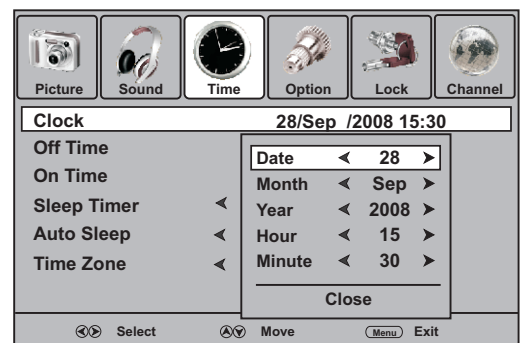 Picture Sound Time Option Lock Channel
Clock 28/Sep /2008 15:30
Off Time
On Time
Sleep Timer
Auto Sleep
Time Zone
Date 28
Month Sep
Year 2008
Hour 15
Minute 30
Close
Select Move Menu Exit